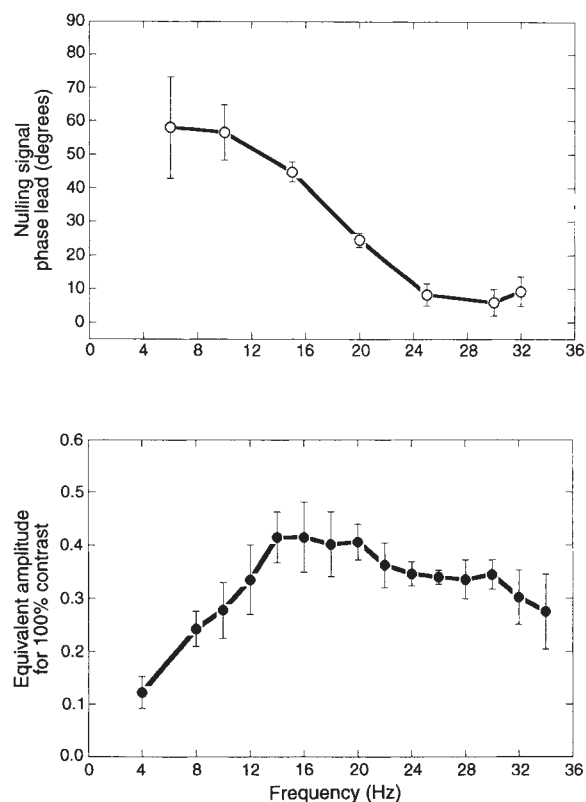 90
80
70
60
50
40
30
20
10
0
Nulling signal
phase lead (degrees)
0 4 8 12 16 20 24 28 32 36
0.6
0.5
0.4
0.3
0.2
0.1
0.0
Equivalent amplitude
for 100% contrast
0 4 8 12 16 20 24 28 32 36
Frequency (Hz)